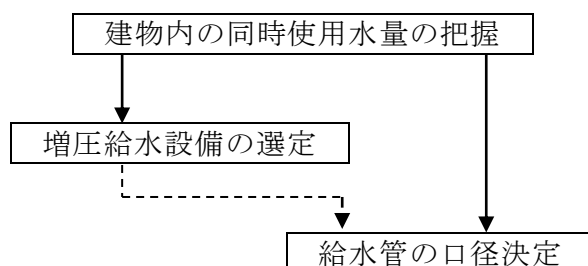 建物内の同時使用水量の把握
増圧給水設備の選定
給水管の口径決定